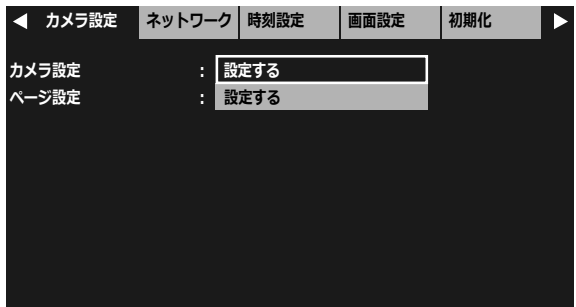 ◀ カメラ設定 ネットワーク 時刻設定 画面設定 初期化 ▶
カメラ設定 : 設定する
ページ設定 : 設定する